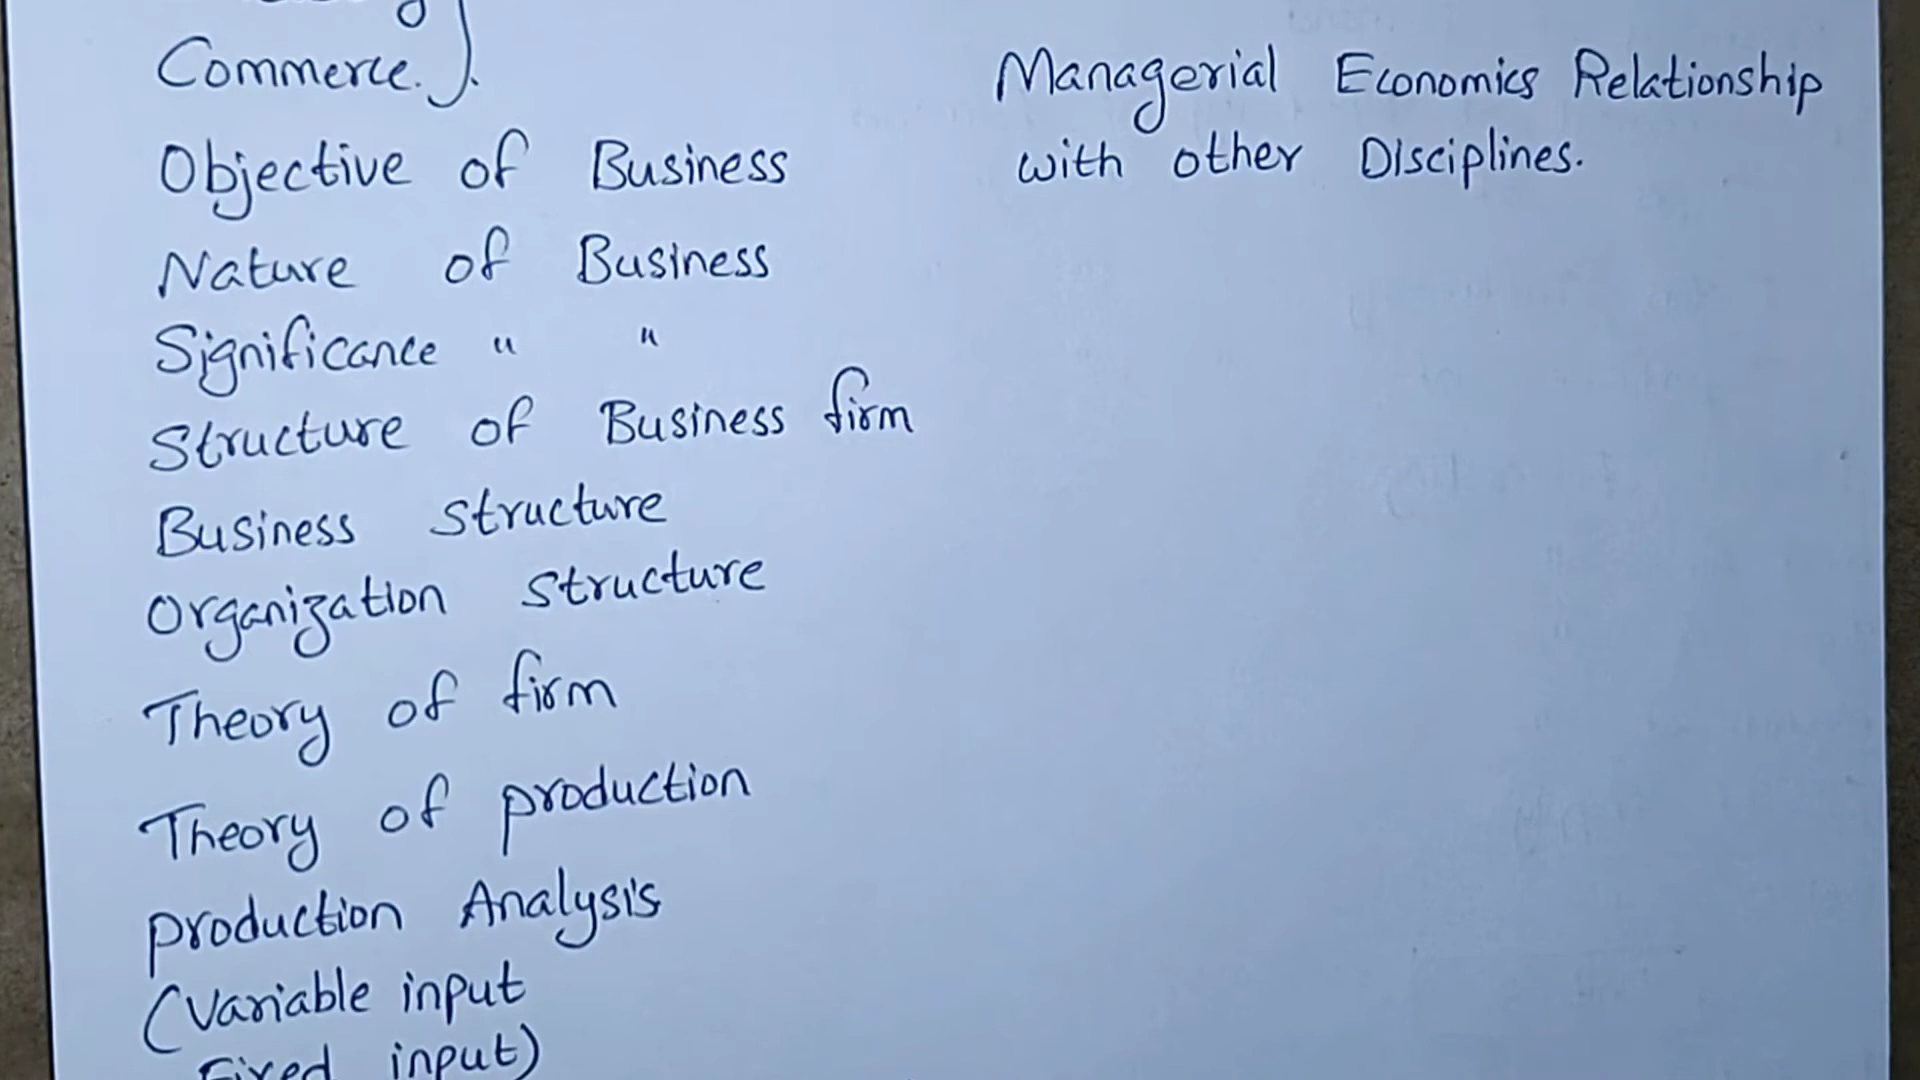 Commerce.).
Objective of Business
Nature of Business
Significance " "
Structure of Business firm
Business structure
Organization structure
Theory of firm
Theory of production
production Analysis
(Variable input
Fixed input)
Managerial Economics Relationship
with other Disciplines.